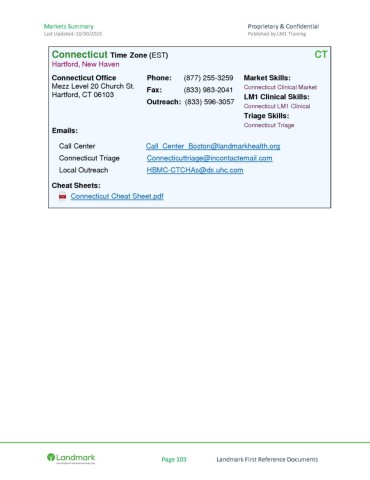 Markets Summary Proprietary & Confidential
Last Updated: 10/30/2023 Published by LM1 Training
Connecticut Time Zone (EST) CT
Hartford, New Haven
Connecticut Office Phone: (877) 255-3259 Market Skills:
Mezz Level 20 Church St. Connecticut Clinical Market
Hartford, CT 06103 Fax: (833) 983-2041 LM1 Clinical Skills:
Outreach: (833) 596-3057 Connecticut LM1 Clinical
Triage Skills:
Connecticut Triage
Emails:
Call Center Call_Center_Boston@landmarkhealth.org
Connecticut Triage Connecticuttriage@incontactemail.com
Local Outreach HBMC-CTCHAs@ds.uhc.com
Cheat Sheets:
Connecticut Cheat Sheet.pdf
Landmark Page 103 Landmark First Reference Documents